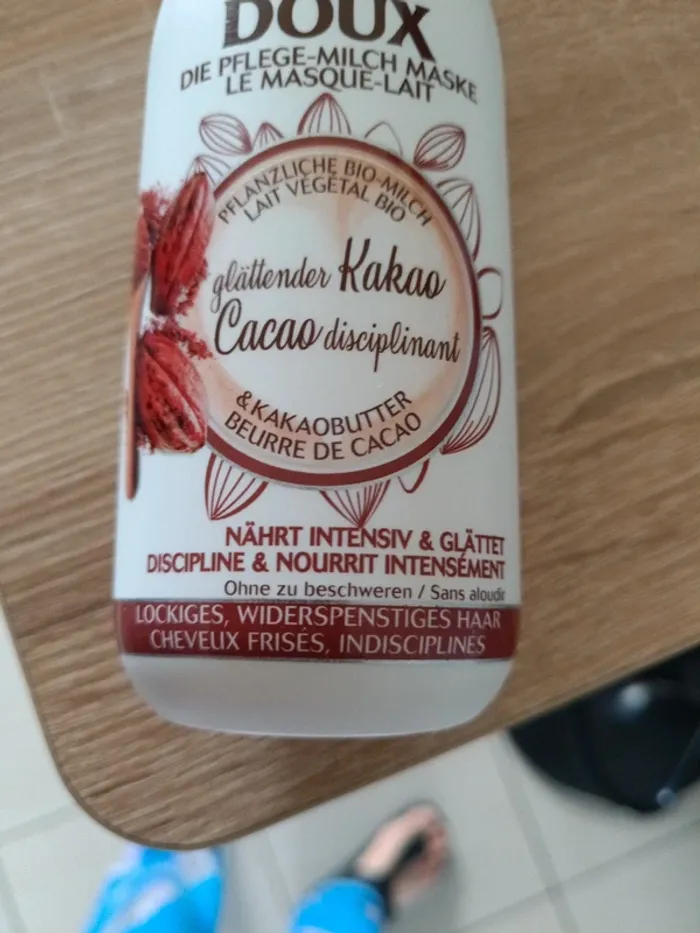 DOUX
DIE PFLEGE-MILCH MASKE
LE MASQUE-LAIT
PFLANZLICHE BIO-MILCH
LAIT VÉGÉTAL BIO
glättender Kakao
Cacao disciplinant
& KAKAOBUTTER
BEURRE DE CACAO
NÄHRT INTENSIV & GLÄTTET
DISCIPLINE & NOURRIT INTENSÉMENT
Ohne zu beschweren / Sans aloudir
LOCKIGES, WIDERSPENSTIGES HAAR
CHEVEUX FRISÉS, INDISCIPLINÉS